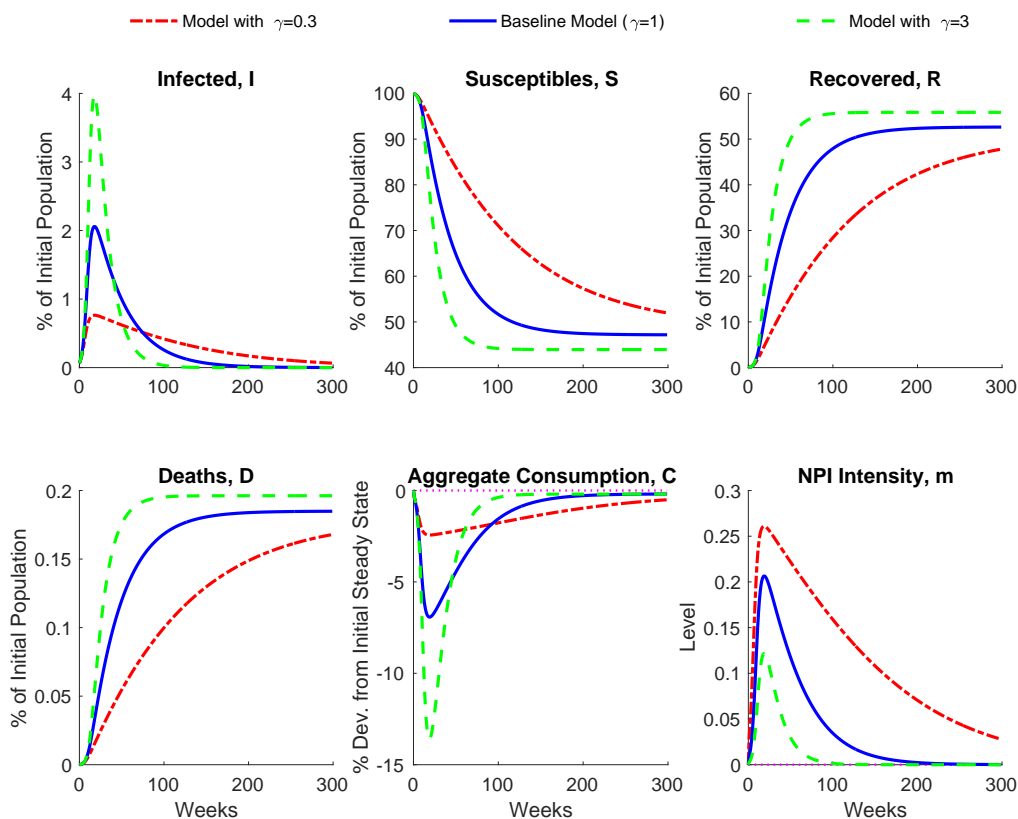 Model with γ=0.3
Baseline Model (γ=1)
Model with γ=3
Infected, I
% of Initial Population
4
3
2
1
0
0 100 200 300
Susceptibles, S
% of Initial Population
100
90
80
70
60
50
40
0 100 200 300
Recovered, R
% of Initial Population
60
50
40
30
20
10
0
0 100 200 300
Deaths, D
% of Initial Population
0.2
0.15
0.1
0.05
0
0 100 200 300
Weeks
Aggregate Consumption, C
% Dev. from Initial Steady State
0
-5
-10
-15
0 100 200 300
Weeks
NPI Intensity, m
Level
0.3
0.25
0.2
0.15
0.1
0.05
0
0 100 200 300
Weeks